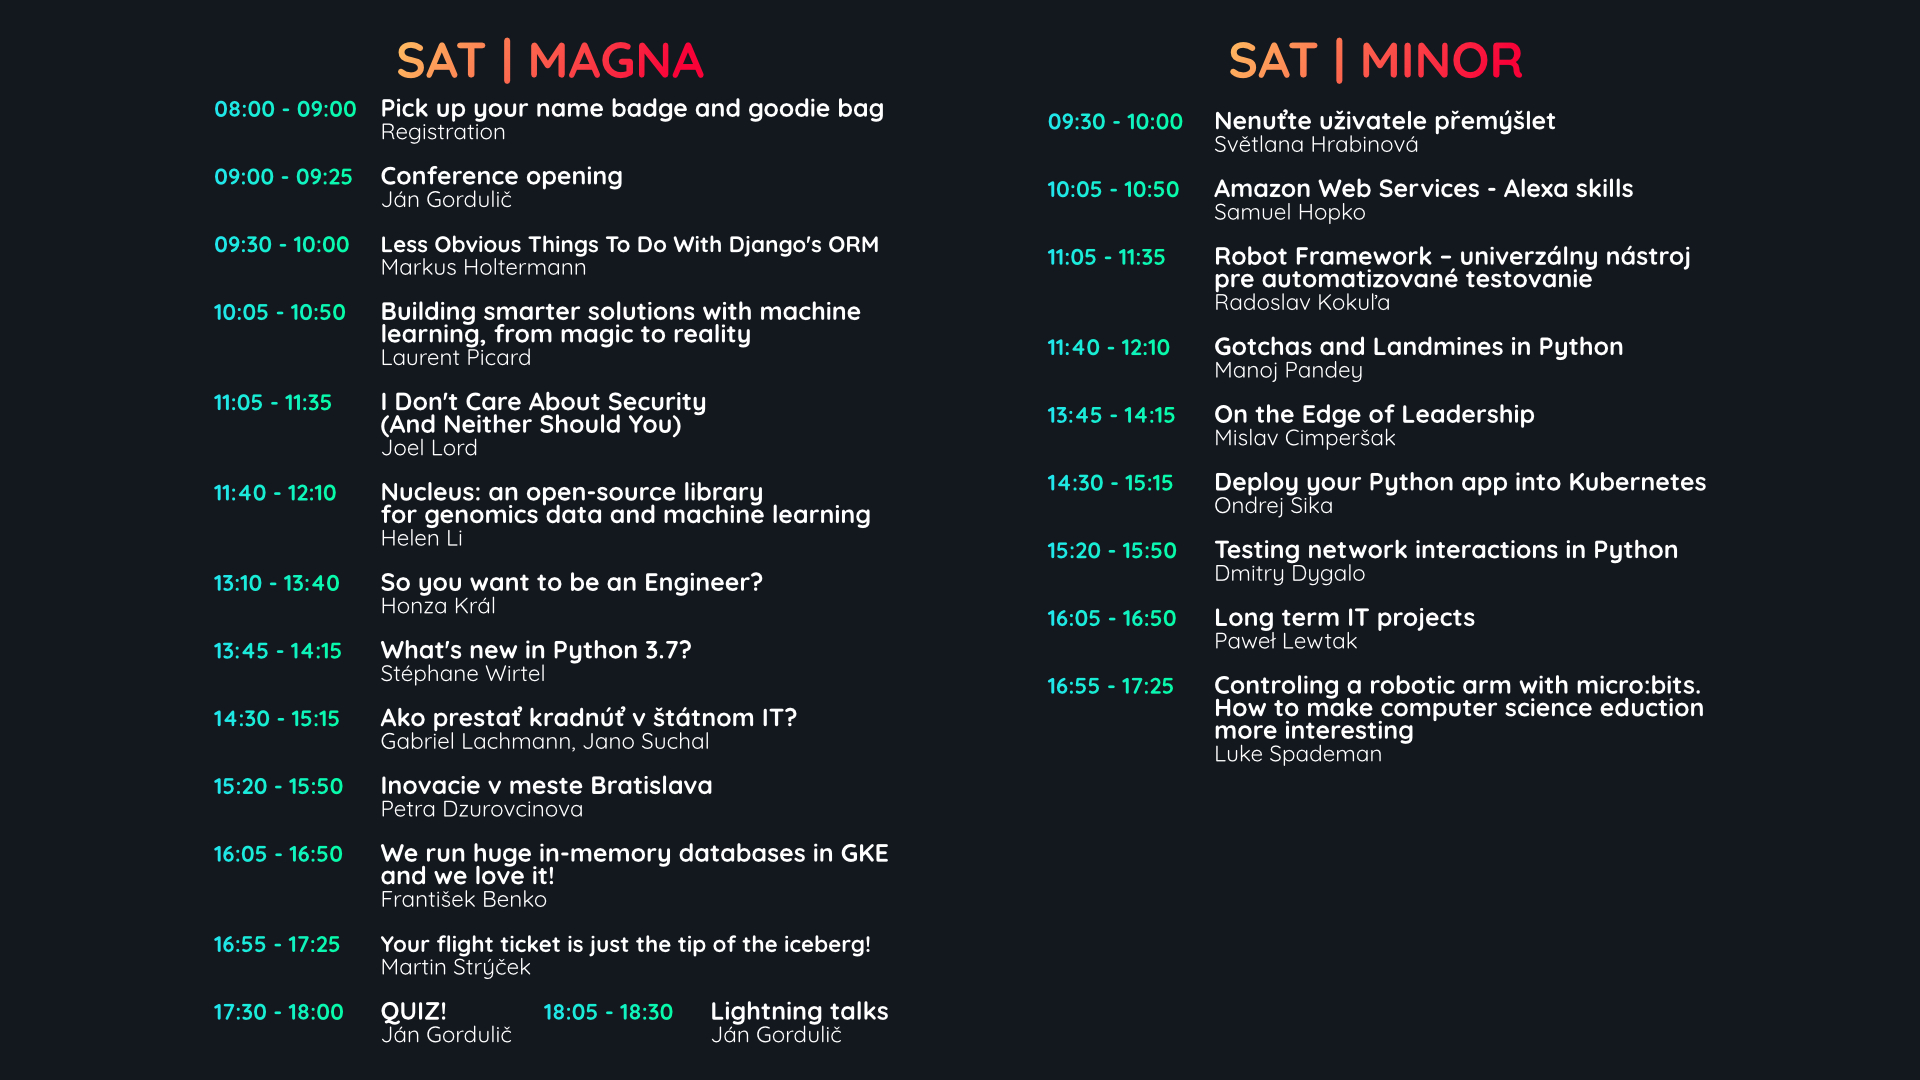 SAT | MAGNA
08:00 - 09:00 Pick up your name badge and goodie bag
Registration
09:00 - 09:25 Conference opening
Ján Gordulič
09:30 - 10:00 Less Obvious Things To Do With Django's ORM
Markus Holtermann
10:05 - 10:50 Building smarter solutions with machine
learning, from magic to reality
Laurent Picard
11:05 - 11:35 I Don't Care About Security
(And Neither Should You)
Joel Lord
11:40 - 12:10 Nucleus: an open-source library
for genomics data and machine learning
Helen Li
13:10 - 13:40 So you want to be an Engineer?
Honza Král
13:45 - 14:15 What's new in Python 3.7?
Stéphane Wirtel
14:30 - 15:15 Ako prestať kradnúť v štátnom IT?
Gabriel Lachmann, Jano Suchal
15:20 - 15:50 Inovacie v meste Bratislava
Petra Dzurovcinova
16:05 - 16:50 We run huge in-memory databases in GKE
and we love it!
František Benko
16:55 - 17:25 Your flight ticket is just the tip of the iceberg!
Martin Strýček
17:30 - 18:00 QUIZ!
Ján Gordulič
18:05 - 18:30 Lightning talks
Ján Gordulič
SAT | MINOR
09:30 - 10:00 Nenuťte uživatele přemýšlet
Světlana Hrabinová
10:05 - 10:50 Amazon Web Services - Alexa skills
Samuel Hopko
11:05 - 11:35 Robot Framework – univerzálny nástroj
pre automatizované testovanie
Radoslav Kokuľa
11:40 - 12:10 Gotchas and Landmines in Python
Manoj Pandey
13:45 - 14:15 On the Edge of Leadership
Mislav Cimperšak
14:30 - 15:15 Deploy your Python app into Kubernetes
Ondrej Sika
15:20 - 15:50 Testing network interactions in Python
Dmitry Dygalo
16:05 - 16:50 Long term IT projects
Paweł Lewtak
16:55 - 17:25 Controling a robotic arm with micro:bits.
How to make computer science eduction
more interesting
Luke Spademan